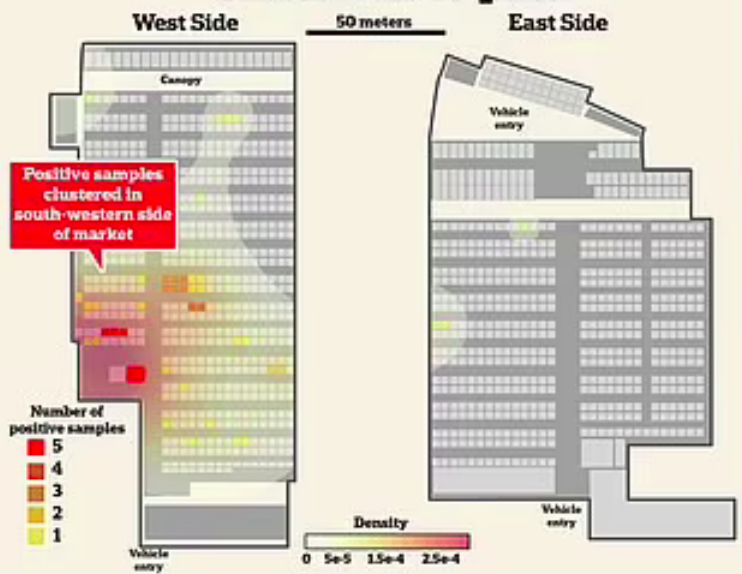 West Side
50 meters
East Side
Canopy
Vehicle
entry
Positive samples
clustered in
south-western side
of market
Number of
positive samples
5
4
3
2
1
Vehicle
entry
Density
0 5e-5 1.5e-4 2.5e-4
Vehicle
entry